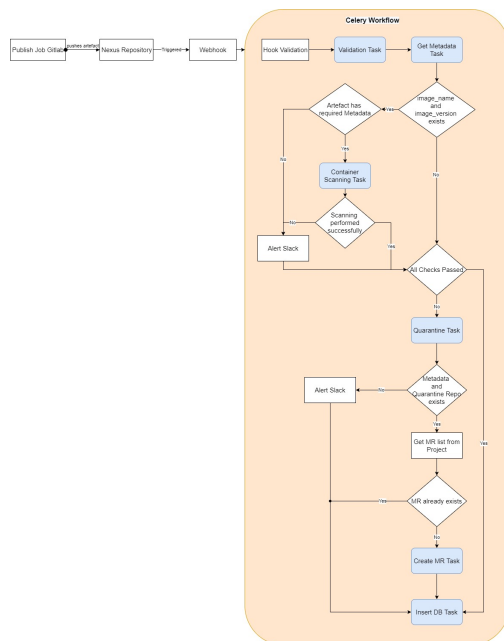 Celery Workflow
Publish Job Gitlab
pushes artefact
Nexus Repository
Triggered
Webhook
Hook Validation
Validation Task
Get Metadata
Task
Artefact has
required Metadata
Yes
image_name
and
image_version
exists
Yes
No
No
Container
Scanning Task
Scanning
performed
successfully
No
Yes
Alert Slack
All Checks Passed
No
Quarantine Task
Metadata
and
Quarantine Repo
exists
No
Alert Slack
Yes
Yes
Get MR list from
Project
MR already exists
Yes
No
Create MR Task
Insert DB Task